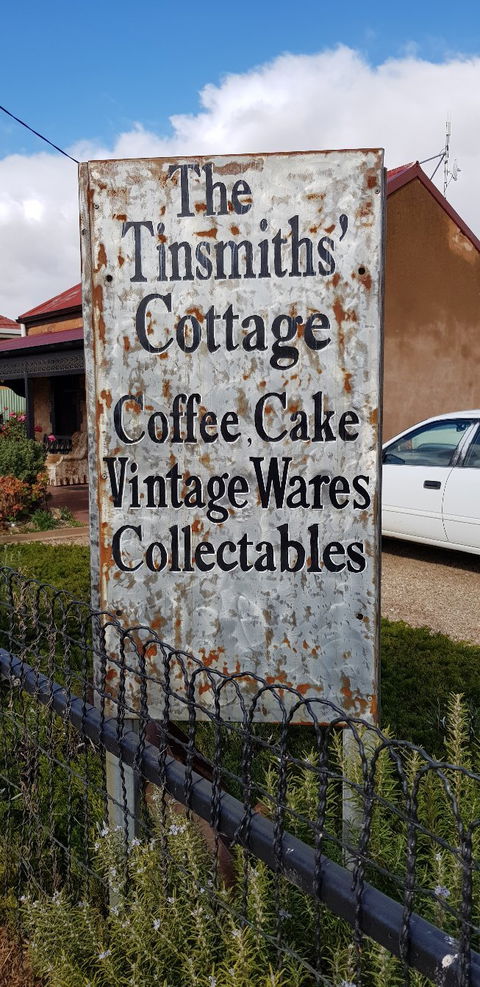 The
Tinsmiths'
Cottage
Coffee, Cake
Vintage Wares
Collectables